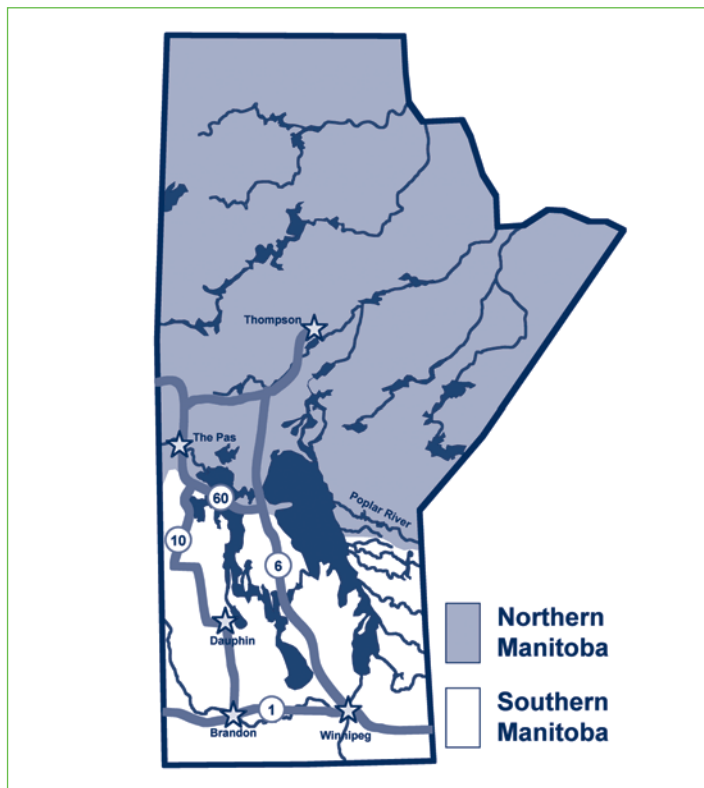 Thompson
The Pas
60
Poplar River
10
6
Northern
Manitoba
Dauphin
Southern
Manitoba
1
Brandon
Winnipeg